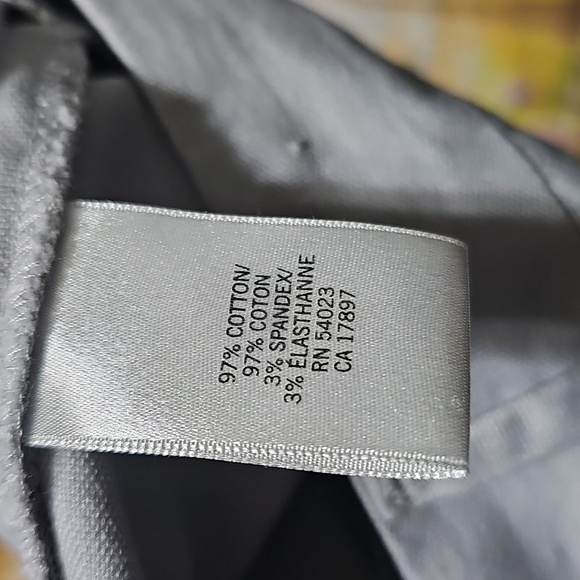 97% COTTON/
97% COTON
3% SPANDEX/
3% ÉLASTHANNE
RN 54023
CA 17897